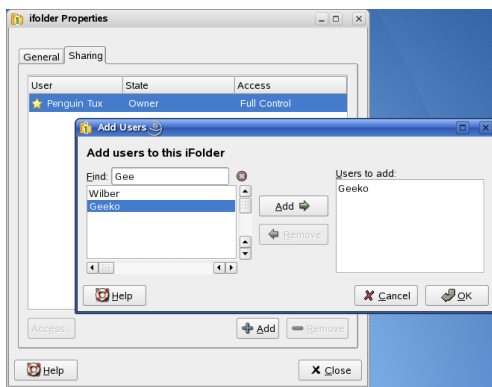 ifolder Properties
General Sharing
User State Access
Penguin Tux Owner Full Control
Add Users
Add users to this iFolder
Find: Gee
Users to add:
Wilber
Geeko
Geeko
Add
Remove
Help
Cancel OK
Access...
Add Remove
Help Close